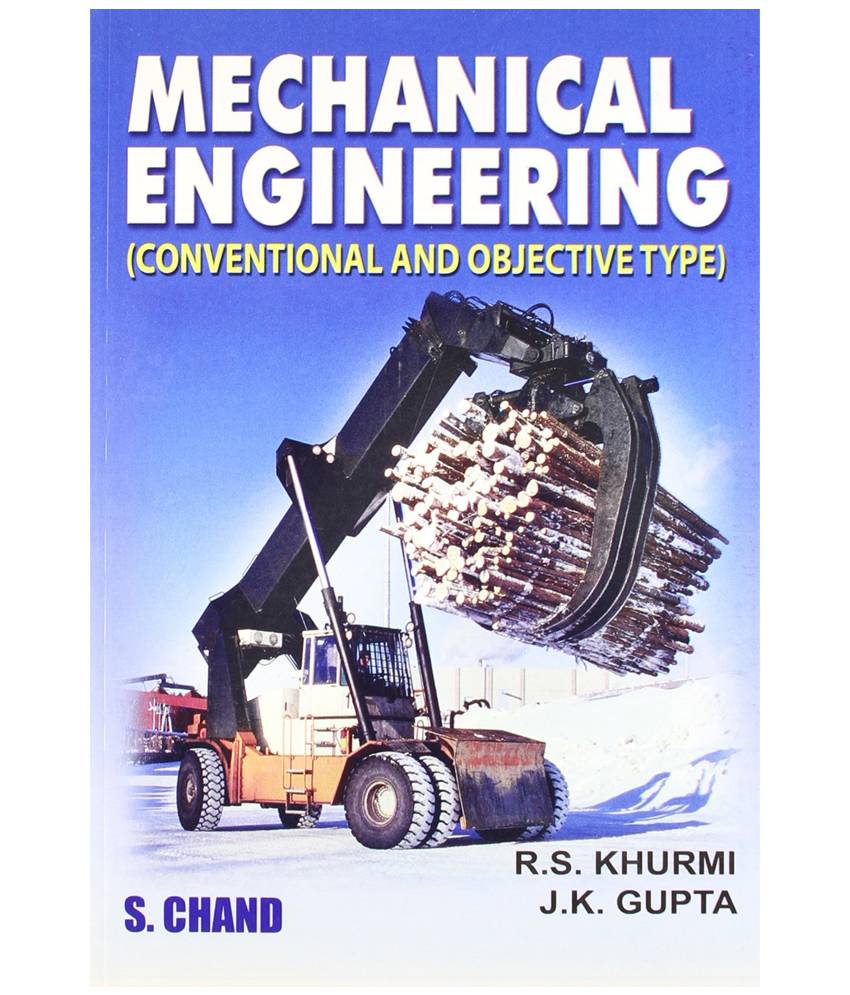 MECHANICAL
ENGINEERING
(CONVENTIONAL AND OBJECTIVE TYPE)
R.S. KHURMI
J.K. GUPTA
S. CHAND